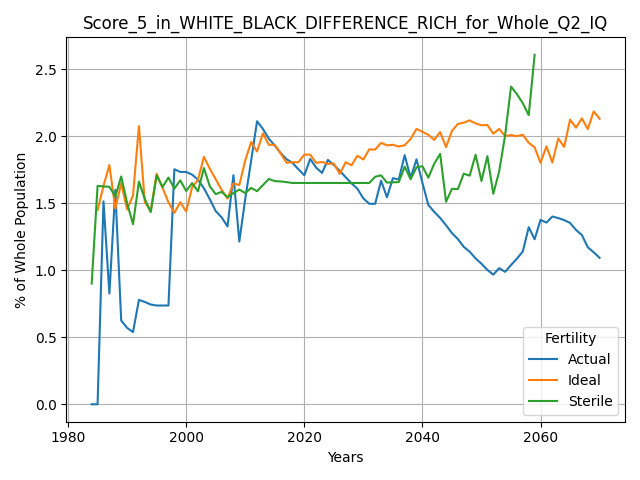 Score_5_in_WHITE_BLACK_DIFFERENCE_RICH_for_Whole_Q2_IQ
% of Whole Population
2.5
2.0
1.5
1.0
0.5
0.0
Fertility
Actual
Ideal
Sterile
1980
2000
2020
2040
2060
Years